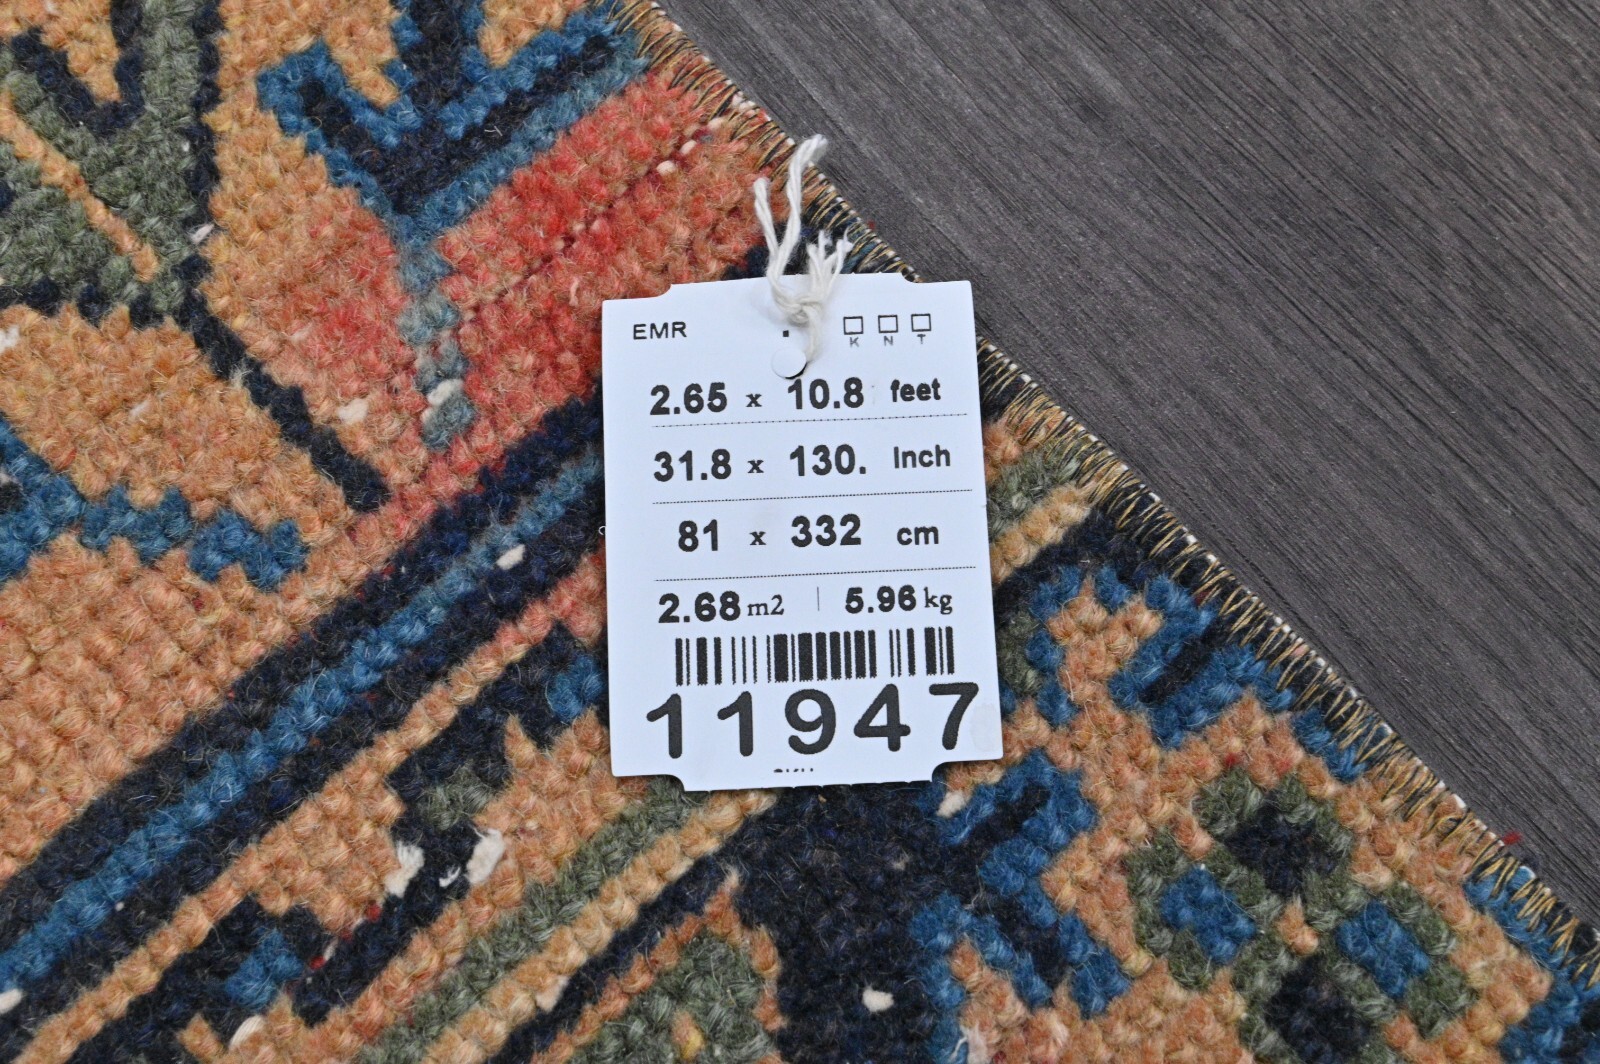 EMR
K N T
2.65 x 10.8 feet
31.8 x 130. Inch
81 x 332 cm
2.68 m2 | 5.96 kg
11947